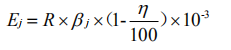 E_j = R × β_j × (1 - η/100) × 10^-3